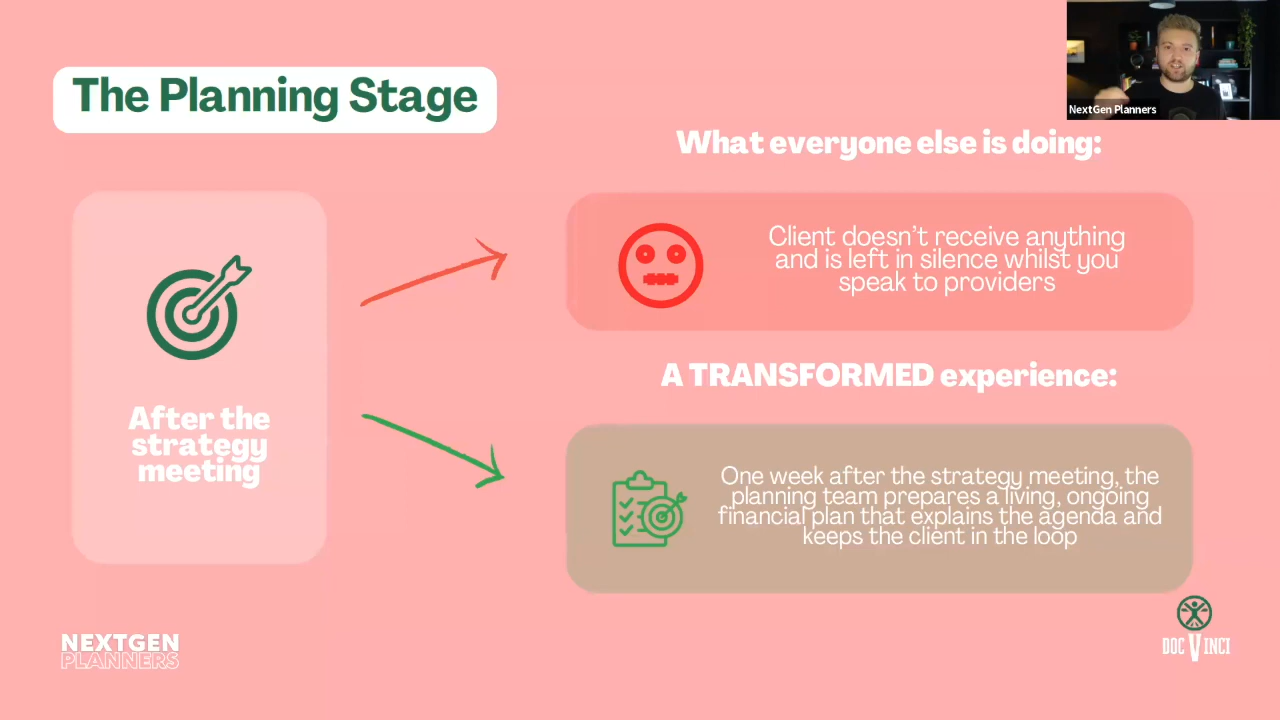 The Planning Stage
NextGen Planners
What everyone else is doing:
Client doesn't receive anything
and is left in silence whilst you
speak to providers
After the
strategy
meeting
A TRANSFORMED experience:
One week after the strategy meeting, the
planning team prepares a living, ongoing
financial plan that explains the agenda and
keeps the client in the loop
NEXTGEN
PLANNERS
DOC VINCI